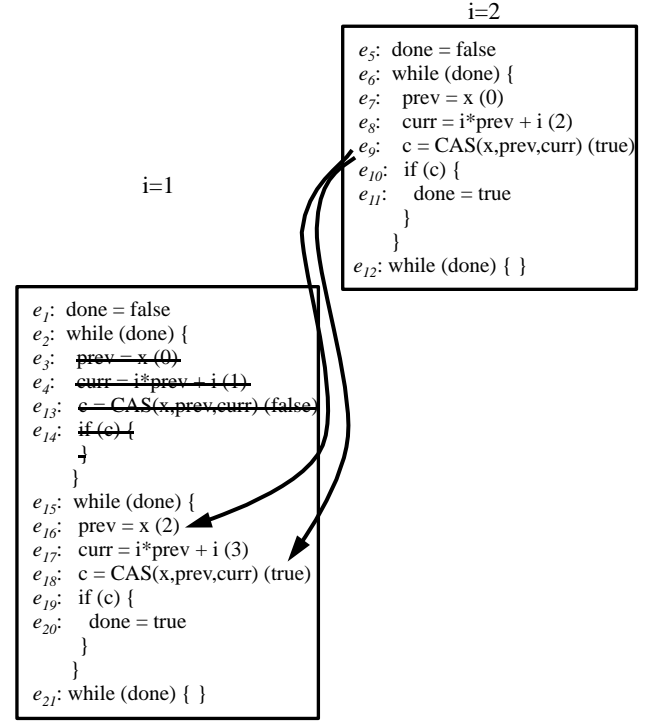 i=2
e5: done = false
e6: while (done) {
e7: prev = x (0)
e8: curr = i*prev + i (2)
e9: c = CAS(x,prev,curr) (true)
e10: if (c) {
e11: done = true
}
}
e12: while (done) { }
i=1
e1: done = false
e2: while (done) {
e3: prev = x (0)
e4: curr = i*prev + i (1)
e13: c = CAS(x,prev,curr) (false)
e14: if (c) {
}
}
e15: while (done) {
e16: prev = x (2)
e17: curr = i*prev + i (3)
e18: c = CAS(x,prev,curr) (true)
e19: if (c) {
e20: done = true
}
}
e21: while (done) { }